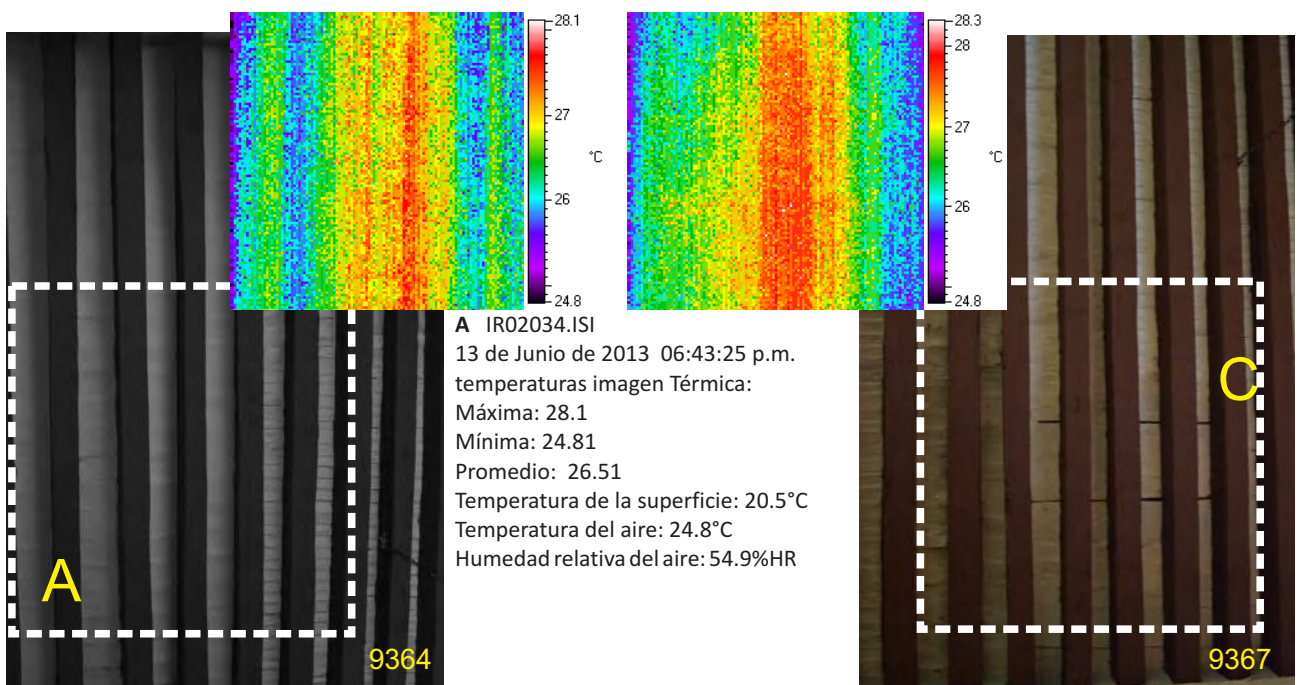 28.1
27
°C
26
24.8
28.3
28
27
°C
26
24.8
A IR02034.ISI
13 de Junio de 2013 06:43:25 p.m.
temperaturas imagen Térmica:
Máxima: 28.1
Mínima: 24.81
Promedio: 26.51
Temperatura de la superficie: 20.5°C
Temperatura del aire: 24.8°C
Humedad relativa del aire: 54.9%HR
A
9364
C
9367